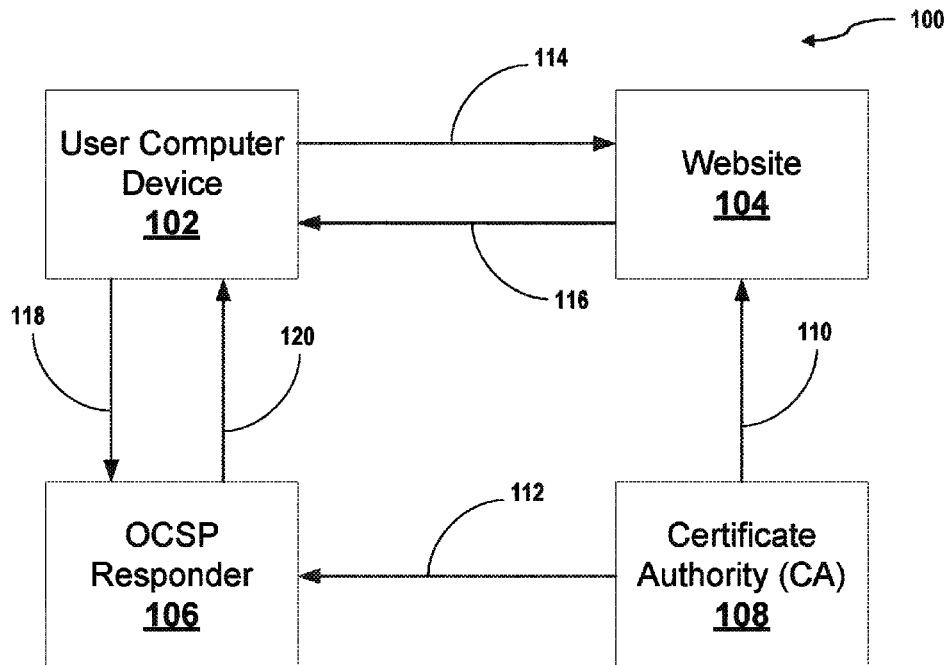 100
114
User Computer
Device
102
Website
104
116
118
120
110
112
OCSP
Responder
106
Certificate
Authority (CA)
108